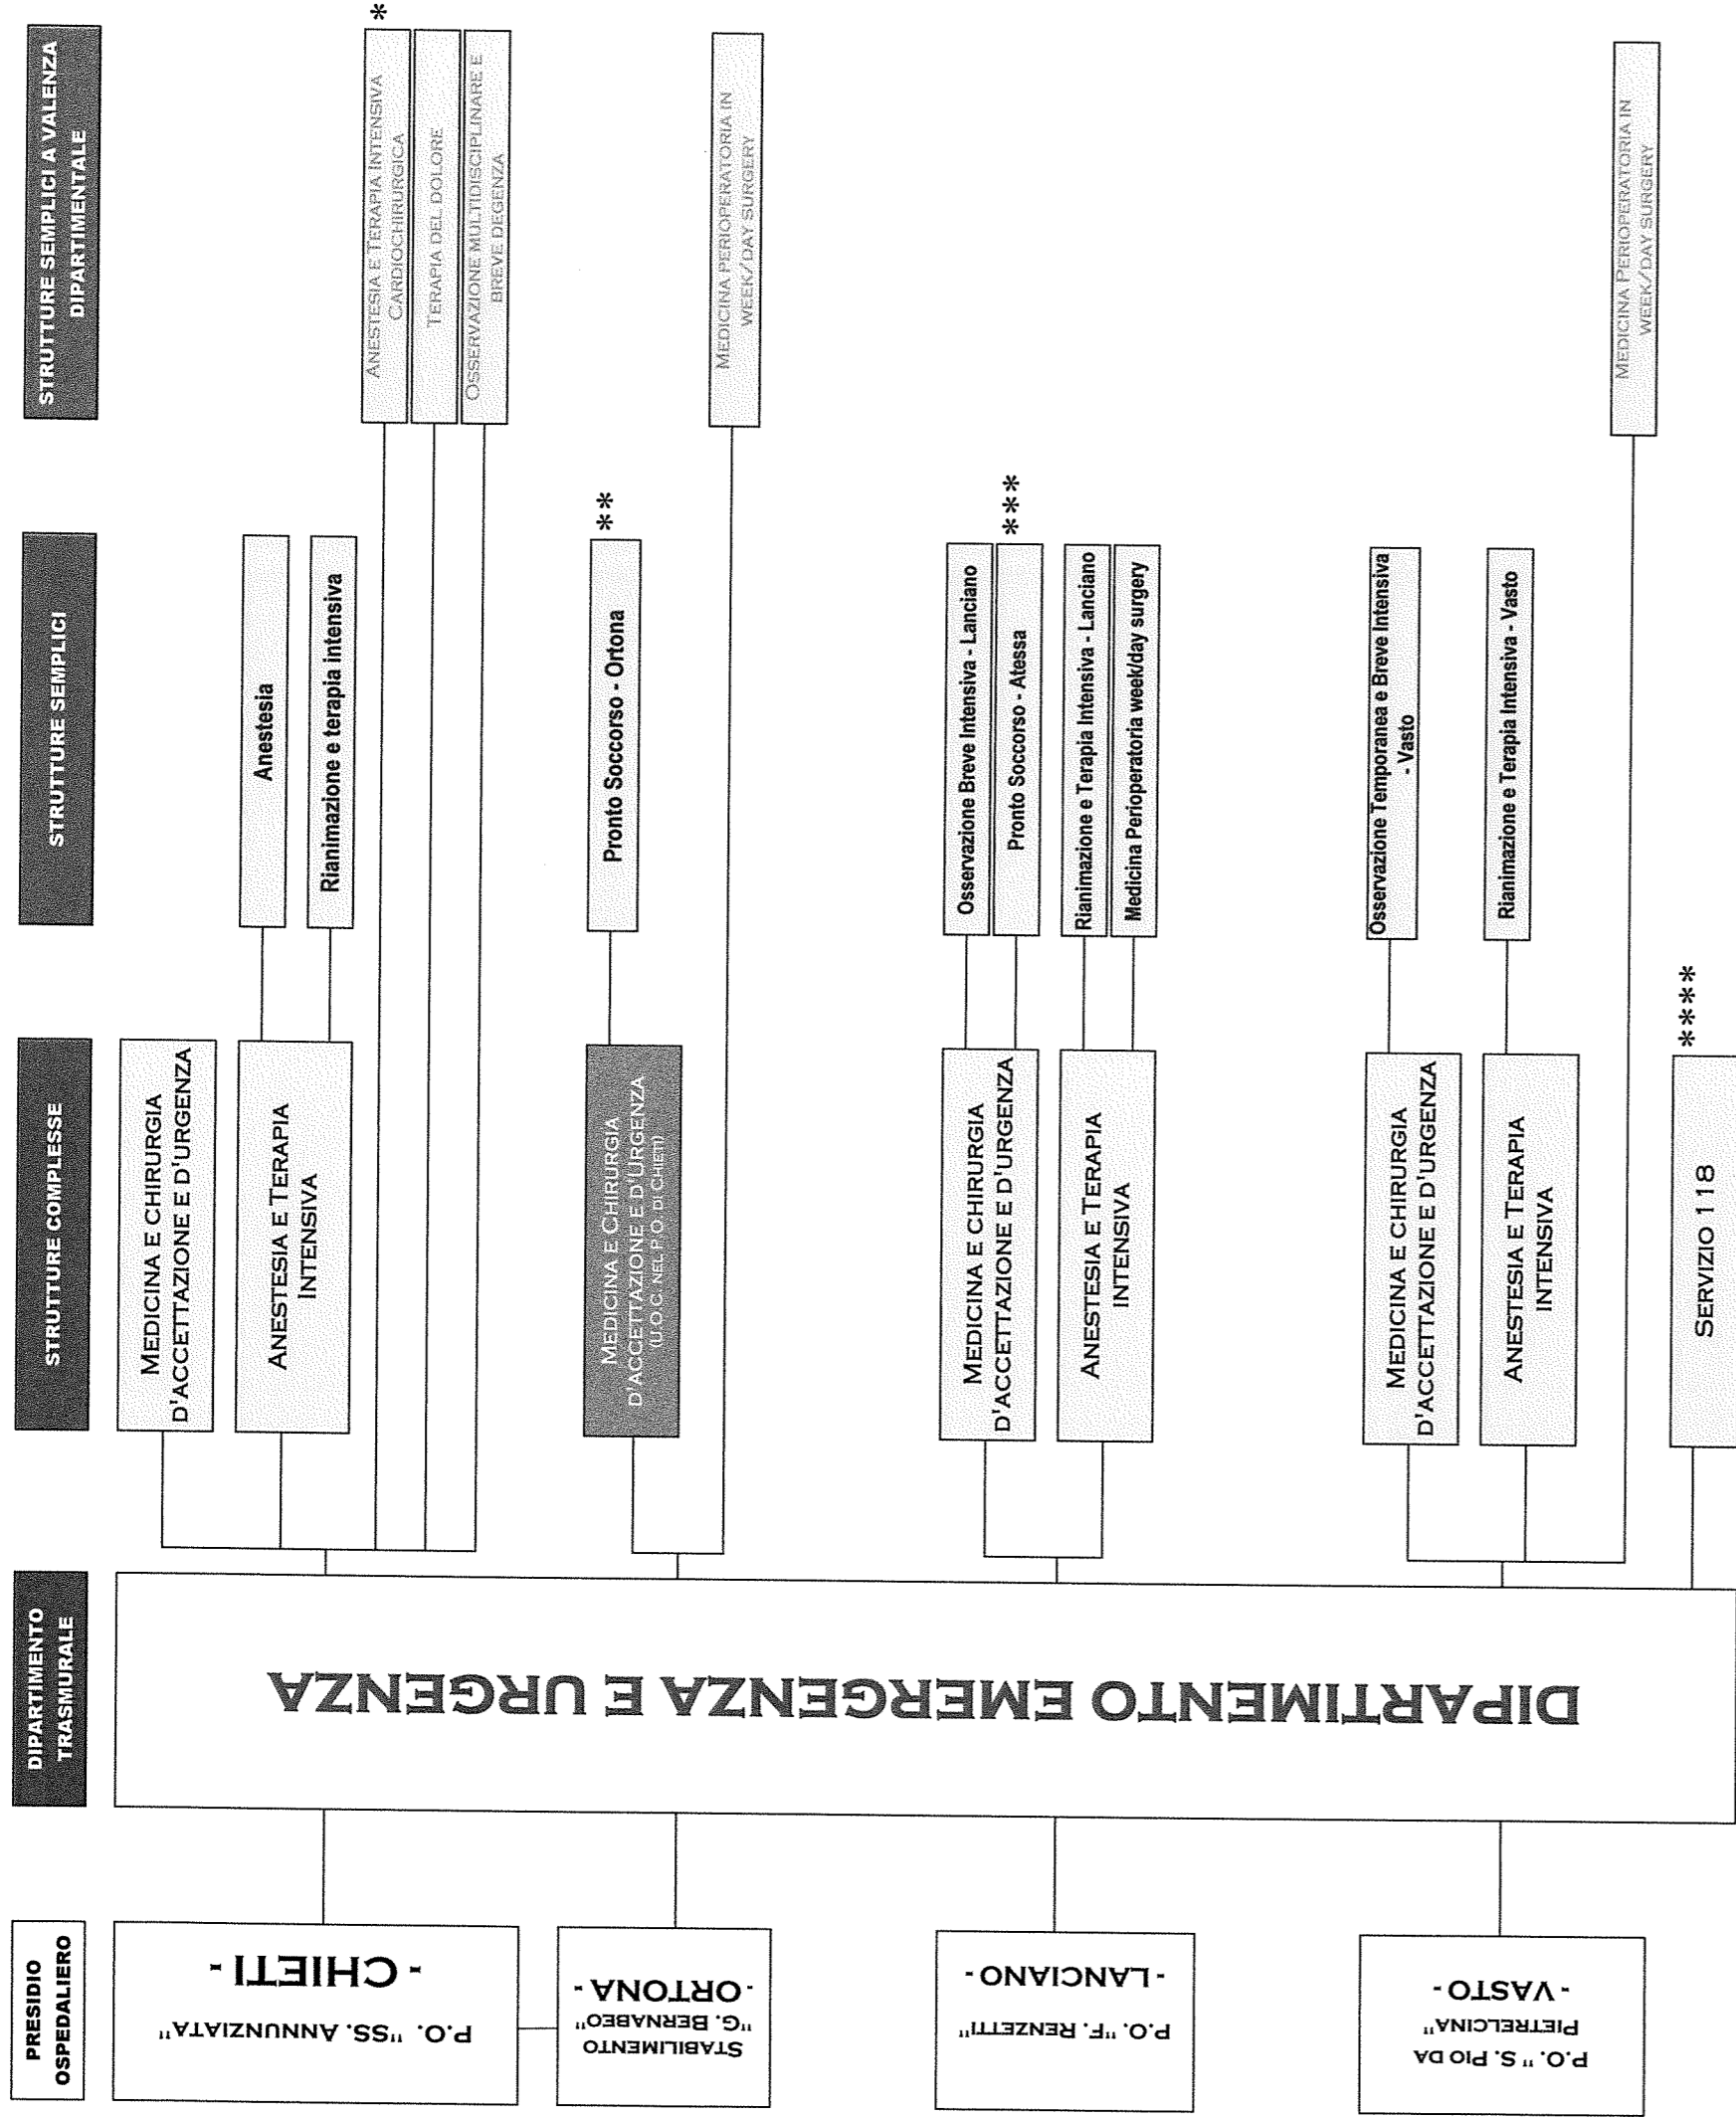 PRESIDIO
OSPEDALIERO
DIPARTIMENTO
TRASMURALE
STRUTTURE COMPLESSE
STRUTTURE SEMPLICI
STRUTTURE SEMPLICI A VALENZA
DIPARTIMENTALE
P.O. "SS. ANNUNZIATA"
- CHIETI -
STABILIMENTO
"G. BERNABEO"
- ORTONA -
P.O. "F. RENZETTI"
- LANCIANO -
P.O. "S. PIO DA
PIETRELCINA"
- VASTO -
DIPARTIMENTO EMERGENZA E URGENZA
MEDICINA E CHIRURGIA
D'ACCETTAZIONE E D'URGENZA
ANESTESIA E TERAPIA
INTENSIVA
Anestesia
Rianimazione e terapia intensiva
ANESTESIA E TERAPIA INTENSIVA
CARDIOCHIRURGICA
*
TERAPIA DEL DOLORE
OSSERVAZIONE MULTIDISCIPLINARE E
BREVE DEGENZA
MEDICINA E CHIRURGIA
D'ACCETTAZIONE E D'URGENZA
(U.O.C. NEL P.O. DI CHIETI)
Pronto Soccorso - Ortona
**
MEDICINA PERIOPERATORIA IN
WEEK/DAY SURGERY
MEDICINA E CHIRURGIA
D'ACCETTAZIONE E D'URGENZA
Osservazione Breve Intensiva - Lanciano
Pronto Soccorso - Atessa
***
ANESTESIA E TERAPIA
INTENSIVA
Rianimazione e Terapia Intensiva - Lanciano
Medicina Perioperatoria week/day surgery
MEDICINA E CHIRURGIA
D'ACCETTAZIONE E D'URGENZA
Osservazione Temporanea e Breve Intensiva
- Vasto
ANESTESIA E TERAPIA
INTENSIVA
Rianimazione e Terapia Intensiva - Vasto
MEDICINA PERIOPERATORIA IN
WEEK/DAY SURGERY
SERVIZIO 118
****